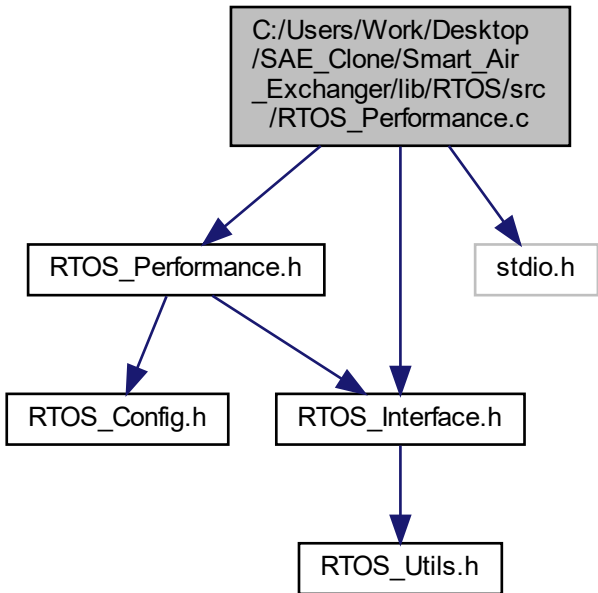 C:/Users/Work/Desktop
/SAE_Clone/Smart_Air
_Exchanger/lib/RTOS/src
/RTOS_Performance.c
RTOS_Performance.h
stdio.h
RTOS_Config.h
RTOS_Interface.h
RTOS_Utils.h